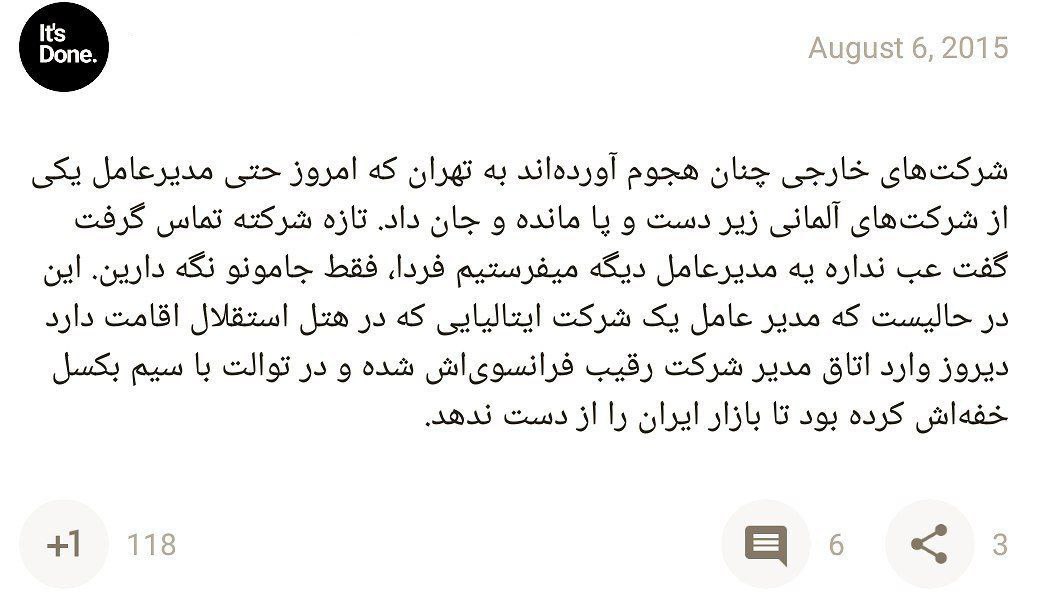 It's
Done.
August 6, 2015
شرکت‌های خارجی چنان هجوم آورده‌اند به تهران که امروز حتی مدیرعامل یکی
از شرکت‌های آلمانی زیر دست و پا مانده و جان داد. تازه شرکته تماس گرفت
گفت عب نداره یه مدیرعامل دیگه میفرستیم فردا، فقط جامونو نگه دارین. این
در حالیست که مدیر عامل یک شرکت ایتالیایی که در هتل استقلال اقامت دارد
دیروز وارد اتاق مدیر شرکت رقیب فرانسوی‌اش شده و در توالت با سیم بکسل
خفه‌اش کرده بود تا بازار ایران را از دست ندهد.
+1 118 6 3